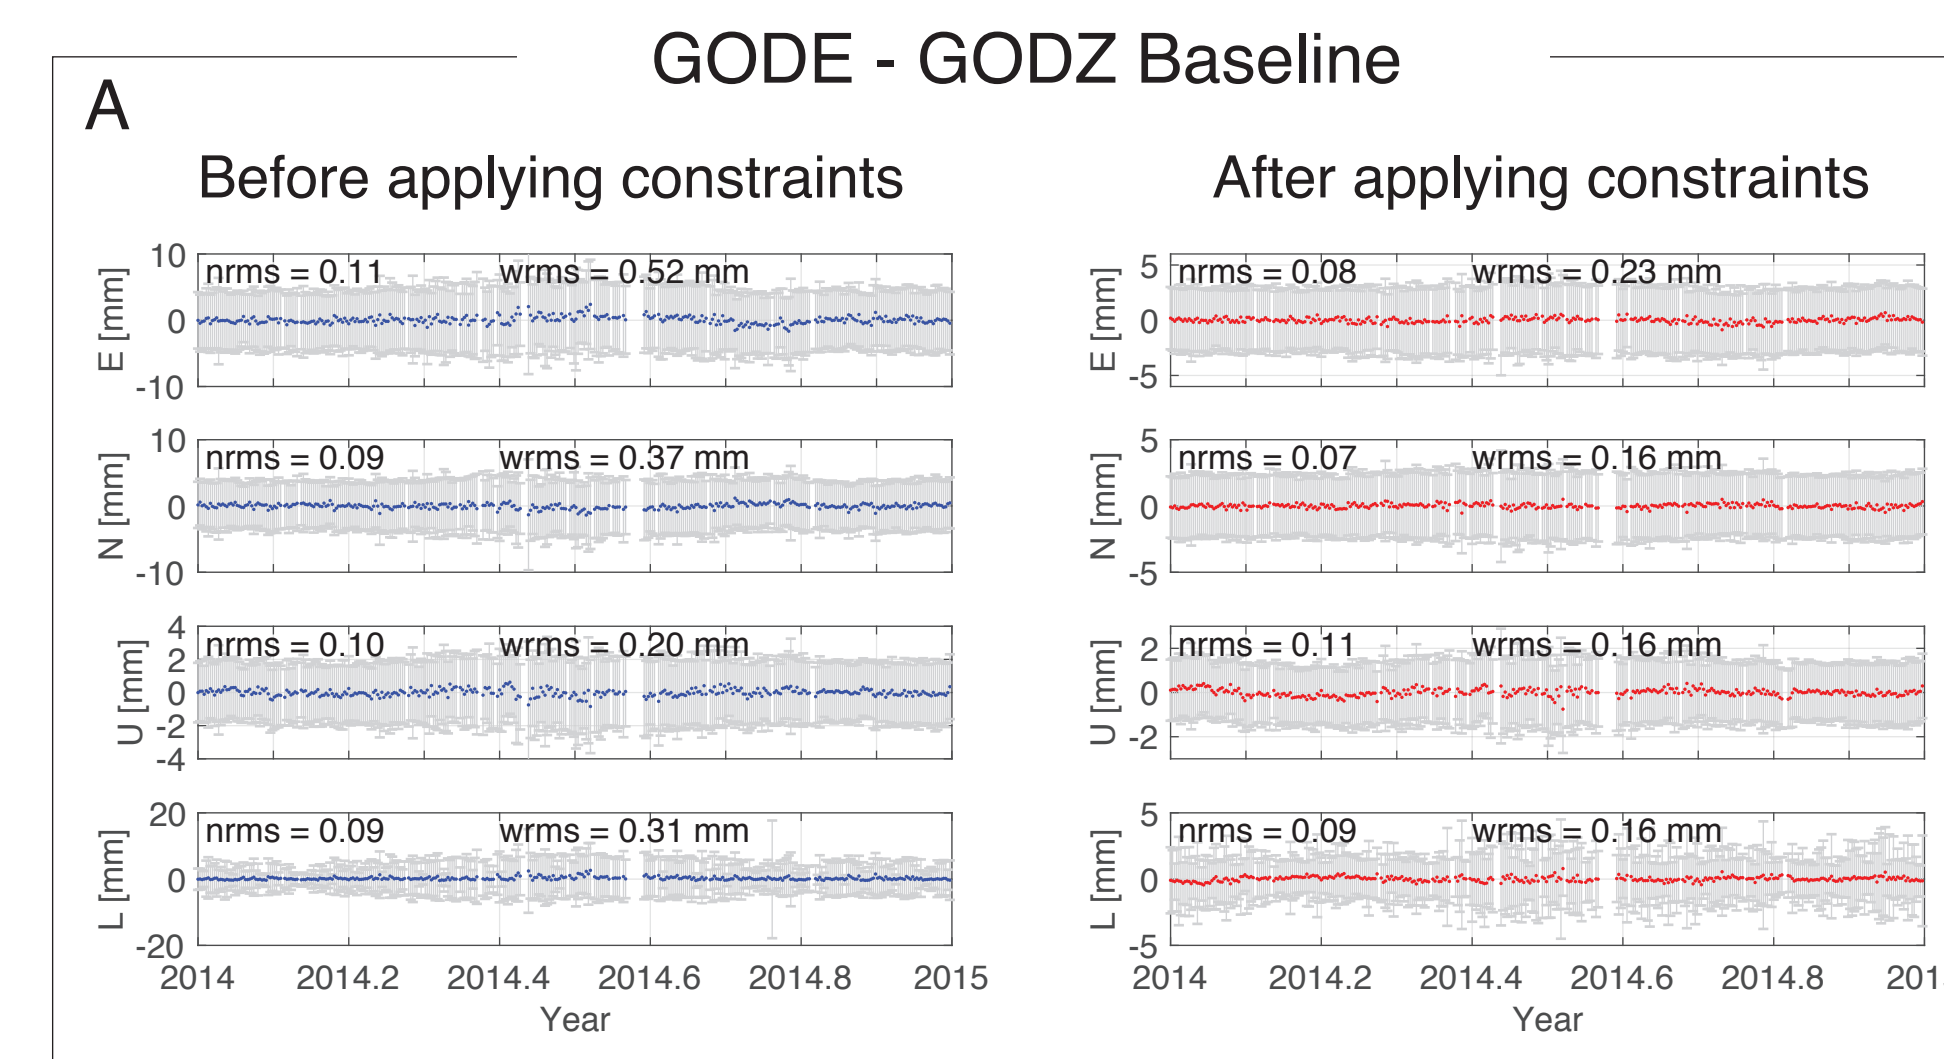 GODE - GODZ Baseline
A
Before applying constraints
After applying constraints
E [mm]
10
0
-10
nrms = 0.11
wrms = 0.52 mm
N [mm]
10
0
-10
nrms = 0.09
wrms = 0.37 mm
U [mm]
4
2
0
-2
-4
nrms = 0.10
wrms = 0.20 mm
L [mm]
20
0
-20
nrms = 0.09
wrms = 0.31 mm
2014 2014.2 2014.4 2014.6 2014.8 2015
Year
E [mm]
5
0
-5
nrms = 0.08
wrms = 0.23 mm
N [mm]
5
0
-5
nrms = 0.07
wrms = 0.16 mm
U [mm]
2
0
-2
nrms = 0.11
wrms = 0.16 mm
L [mm]
5
0
-5
nrms = 0.09
wrms = 0.16 mm
2014 2014.2 2014.4 2014.6 2014.8
Year